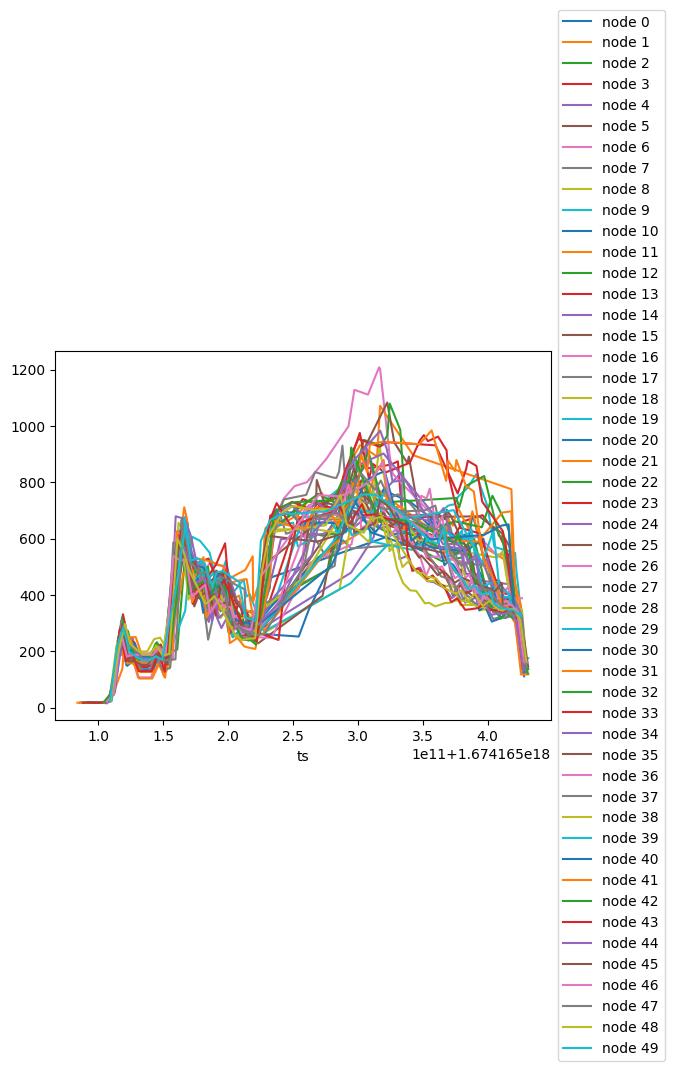 1200
1000
800
600
400
200
0
1.0 1.5 2.0 2.5 3.0 3.5 4.0
1e11+1.674165e18
ts
node 0
node 1
node 2
node 3
node 4
node 5
node 6
node 7
node 8
node 9
node 10
node 11
node 12
node 13
node 14
node 15
node 16
node 17
node 18
node 19
node 20
node 21
node 22
node 23
node 24
node 25
node 26
node 27
node 28
node 29
node 30
node 31
node 32
node 33
node 34
node 35
node 36
node 37
node 38
node 39
node 40
node 41
node 42
node 43
node 44
node 45
node 46
node 47
node 48
node 49